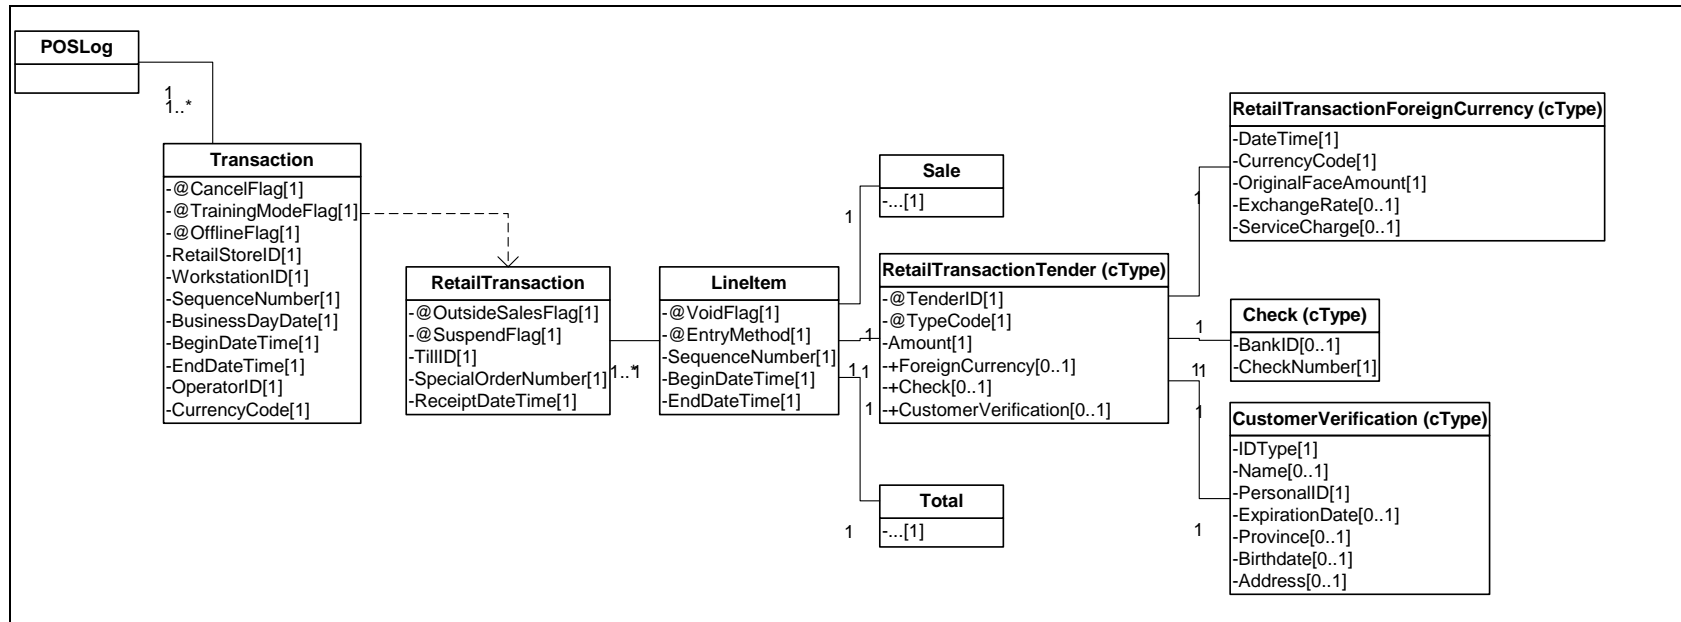 POSLog
1
1..*
Transaction
-@CancelFlag[1]
-@TrainingModeFlag[1]
-@OfflineFlag[1]
-RetailStoreID[1]
-WorkstationID[1]
-SequenceNumber[1]
-BusinessDayDate[1]
-BeginDateTime[1]
-EndDateTime[1]
-OperatorID[1]
-CurrencyCode[1]
RetailTransaction
-@OutsideSalesFlag[1]
-@SuspendFlag[1]
-TillID[1]
-SpecialOrderNumber[1]
-ReceiptDateTime[1]
1..*
1
LineItem
-@VoidFlag[1]
-@EntryMethod[1]
-SequenceNumber[1]
-BeginDateTime[1]
-EndDateTime[1]
1
1
1
1
1
1
Sale
-...[1]
RetailTransactionTender (cType)
-@TenderID[1]
-@TypeCode[1]
-Amount[1]
-+ForeignCurrency[0..1]
-+Check[0..1]
-+CustomerVerification[0..1]
Total
-...[1]
1
1
1
1
1
1
RetailTransactionForeignCurrency (cType)
-DateTime[1]
-CurrencyCode[1]
-OriginalFaceAmount[1]
-ExchangeRate[0..1]
-ServiceCharge[0..1]
Check (cType)
-BankID[0..1]
-CheckNumber[1]
CustomerVerification (cType)
-IDType[1]
-Name[0..1]
-PersonalID[1]
-ExpirationDate[0..1]
-Province[0..1]
-Birthdate[0..1]
-Address[0..1]